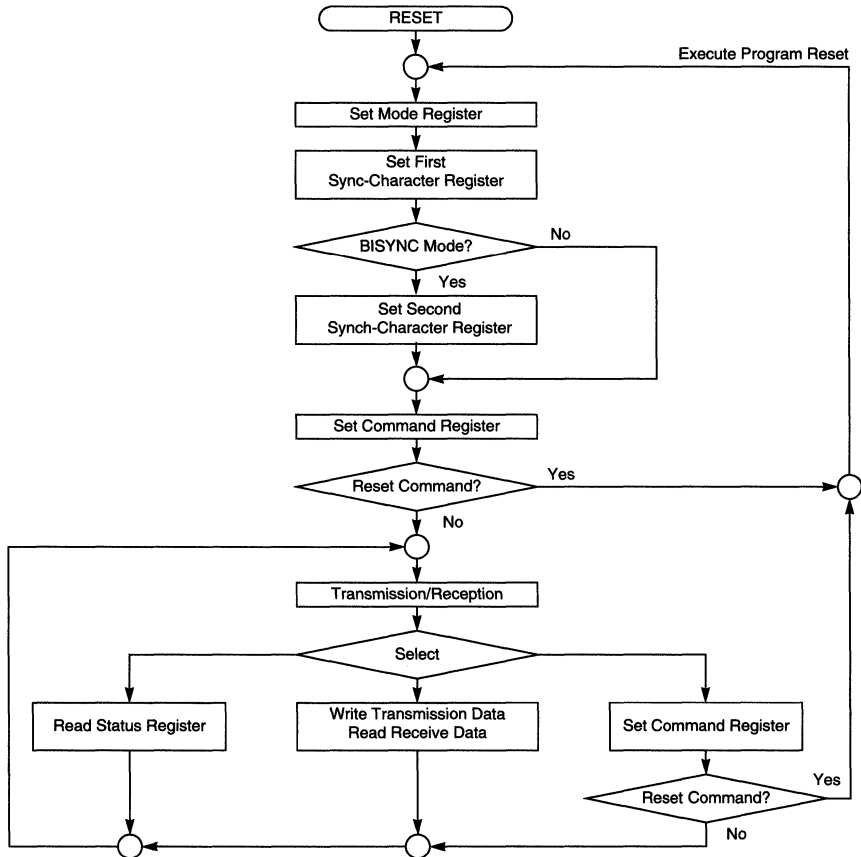 RESET
Execute Program Reset
Set Mode Register
Set First
Sync-Character Register
BISYNC Mode?
No
Yes
Set Second
Synch-Character Register
Set Command Register
Reset Command?
Yes
No
Transmission/Reception
Select
Read Status Register
Write Transmission Data
Read Receive Data
Set Command Register
Reset Command?
Yes
No